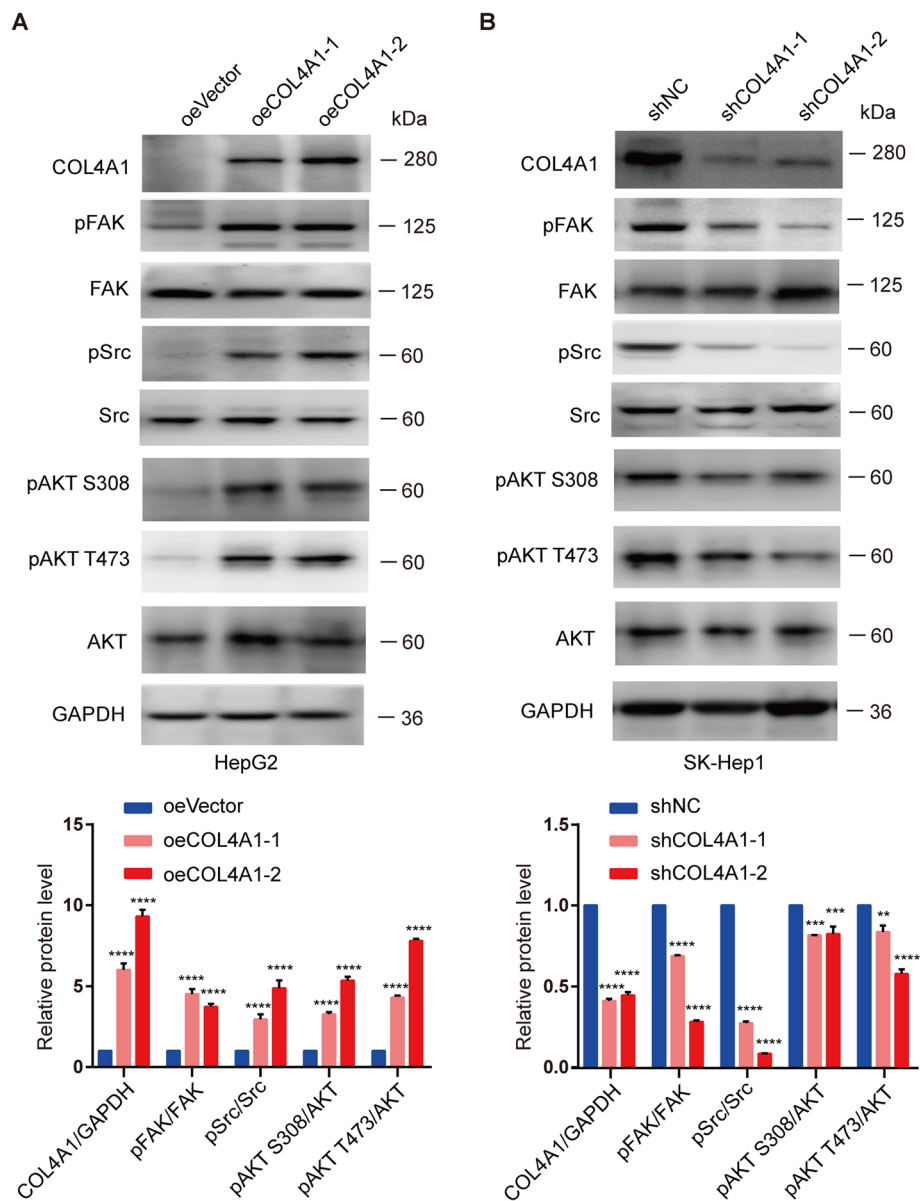 A
oeVector
oeCOL4A1-1
oeCOL4A1-2
kDa
COL4A1
280
pFAK
125
FAK
125
pSrc
60
Src
60
pAKT S308
60
pAKT T473
60
AKT
60
GAPDH
36
HepG2
oeVector
oeCOL4A1-1
oeCOL4A1-2
Relative protein level
15
10
5
0
**** ****
**** ****
**** ****
**** ****
**** ****
COL4A1/GAPDH
pFAK/FAK
pSrc/Src
pAKT S308/AKT
pAKT T473/AKT
B
shNC
shCOL4A1-1
shCOL4A1-2
kDa
COL4A1
280
pFAK
125
FAK
125
pSrc
60
Src
60
pAKT S308
60
pAKT T473
60
AKT
60
GAPDH
36
SK-Hep1
shNC
shCOL4A1-1
shCOL4A1-2
Relative protein level
1.5
1.0
0.5
0.0
**** ****
**** ****
**** ****
*** ***
** ****
COL4A1/GAPDH
pFAK/FAK
pSrc/Src
pAKT S308/AKT
pAKT T473/AKT